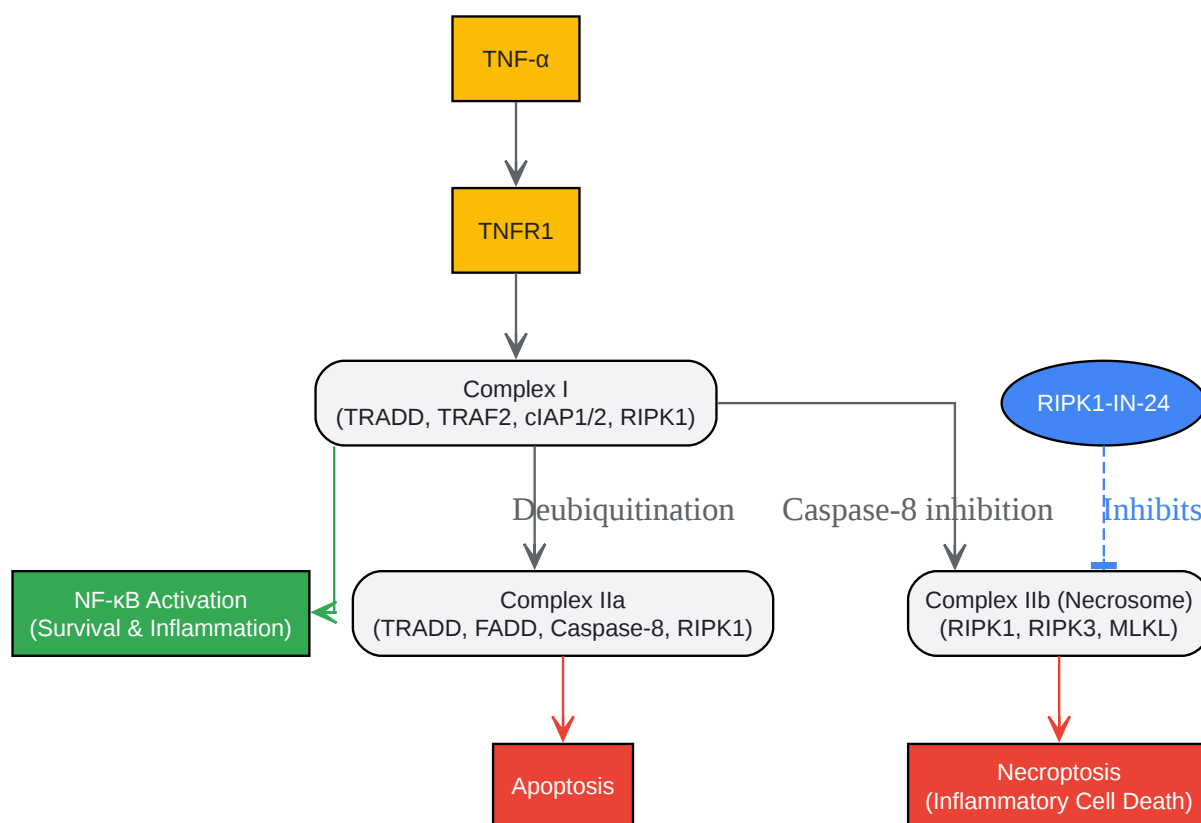 TNF-α
TNFR1
Complex I
(TRADD, TRAF2, cIAP1/2, RIPK1)
RIPK1-IN-24
Deubiquitination
Caspase-8 inhibition
Inhibits
NF-κB Activation
(Survival & Inflammation)
Complex IIa
(TRADD, FADD, Caspase-8, RIPK1)
Complex IIb (Necrosome)
(RIPK1, RIPK3, MLKL)
Apoptosis
Necroptosis
(Inflammatory Cell Death)